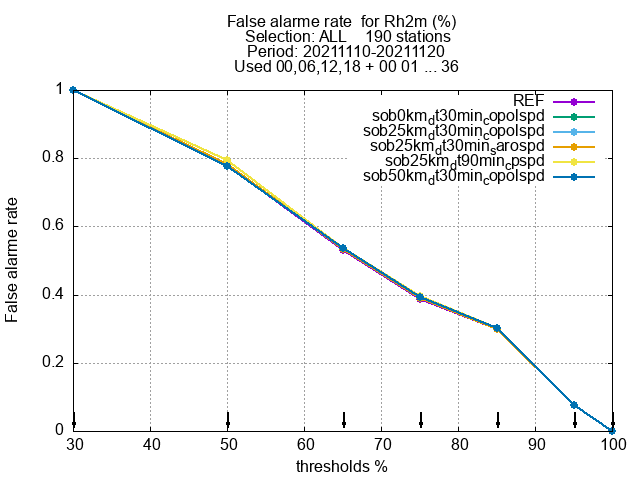 False alarme rate  for Rh2m (%)
Selection: ALL    190 stations
Period: 20211110-20211120
Used 00,06,12,18 + 00 01 ... 36
REF
sob0km_dt30min_copolspd
sob25km_dt30min_copolspd
sob25km_dt30min_sarospd
sob25km_dt90min_cpspd
sob50km_dt30min_copolspd
1
0.8
0.6
0.4
0.2
0
False alarme rate
30 40 50 60 70 80 90 100
thresholds %